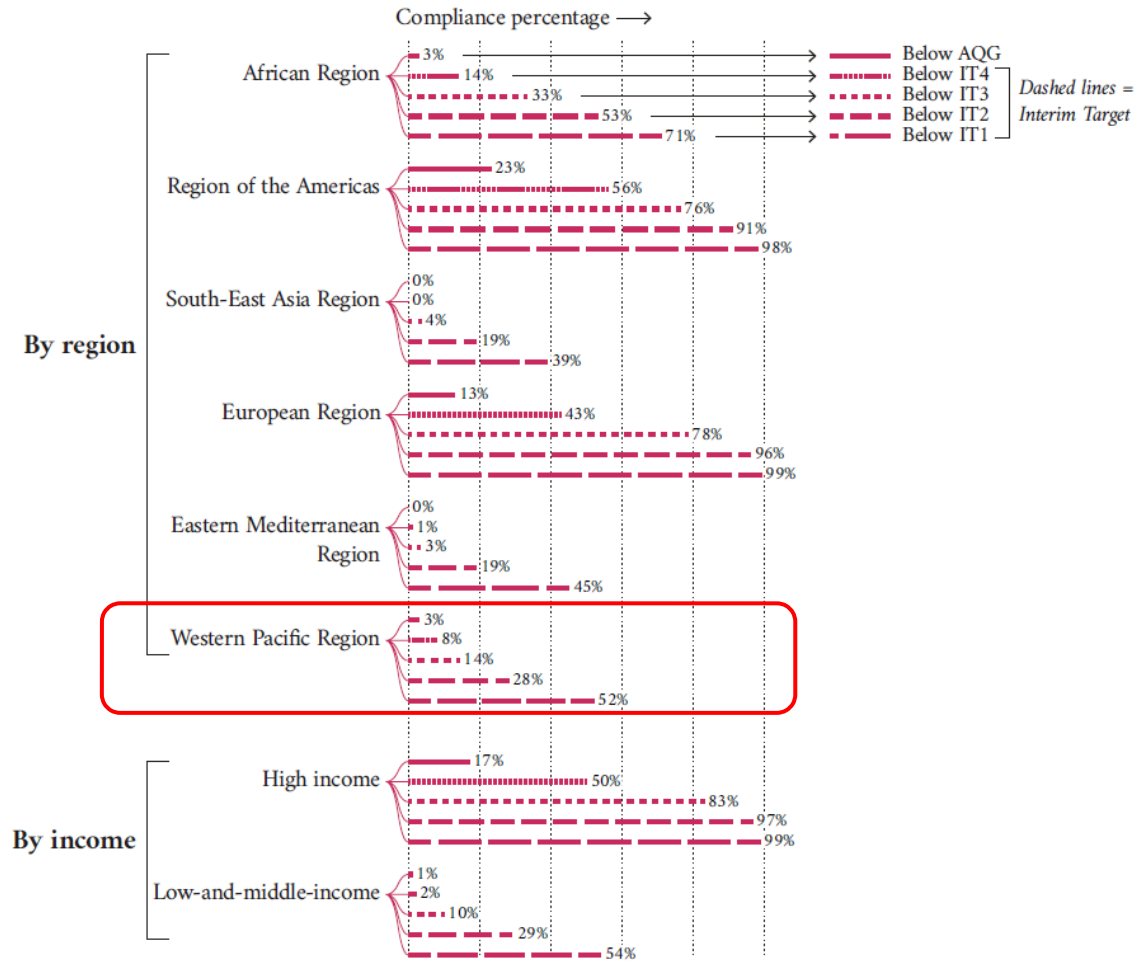 Compliance percentage →
3% Below AQG
African Region 14% Below IT4
33% Below IT3 Dashed lines =
53% Below IT2 Interim Target
71% Below IT1
23%
Region of the Americas 56%
76%
91%
98%
0%
South-East Asia Region 0%
4%
19%
39%
By region
13%
European Region 43%
78%
96%
99%
0%
Eastern Mediterranean 1%
Region 3%
19%
45%
3%
Western Pacific Region 8%
14%
28%
52%
17%
High income 50%
83%
97%
By income 99%
1%
Low-and-middle-income 2%
10%
29%
54%